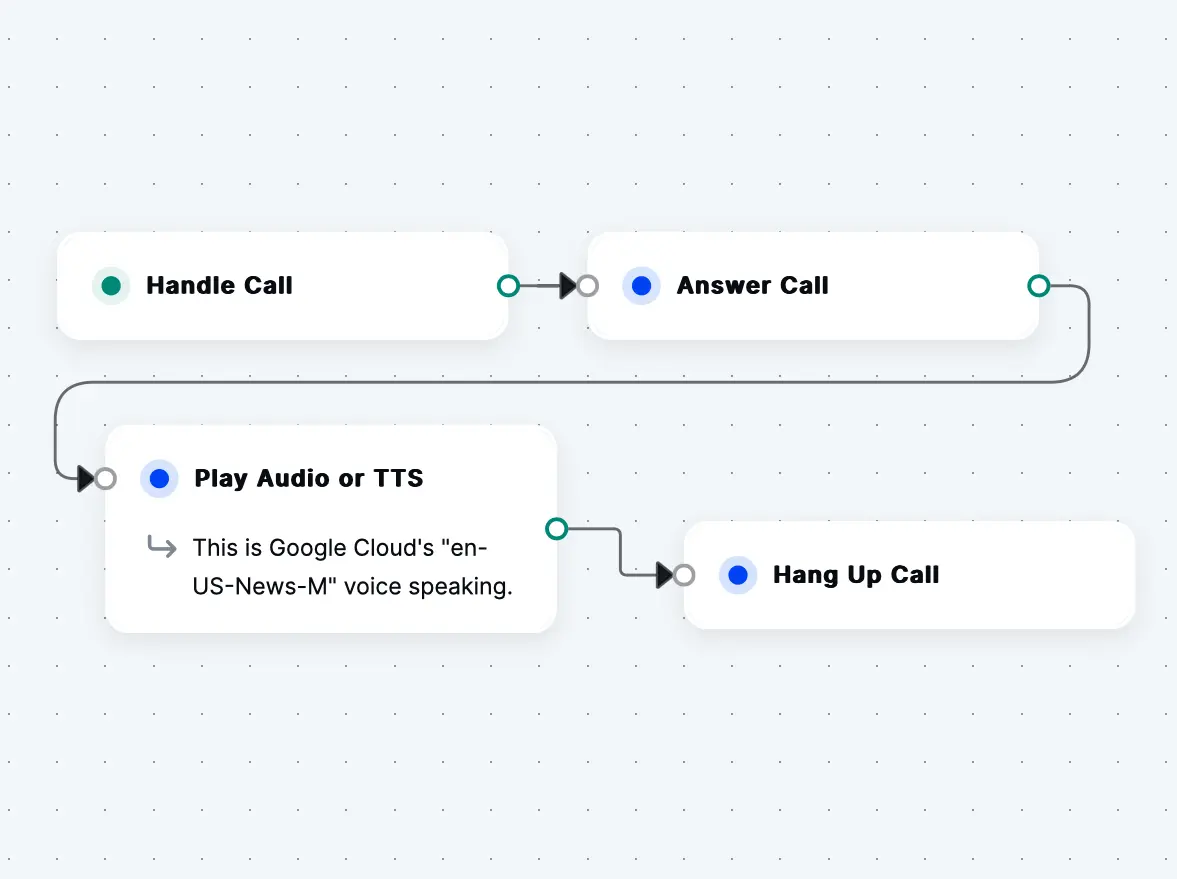 Handle Call
Answer Call
Play Audio or TTS
This is Google Cloud's "en-
US-News-M" voice speaking.
Hang Up Call